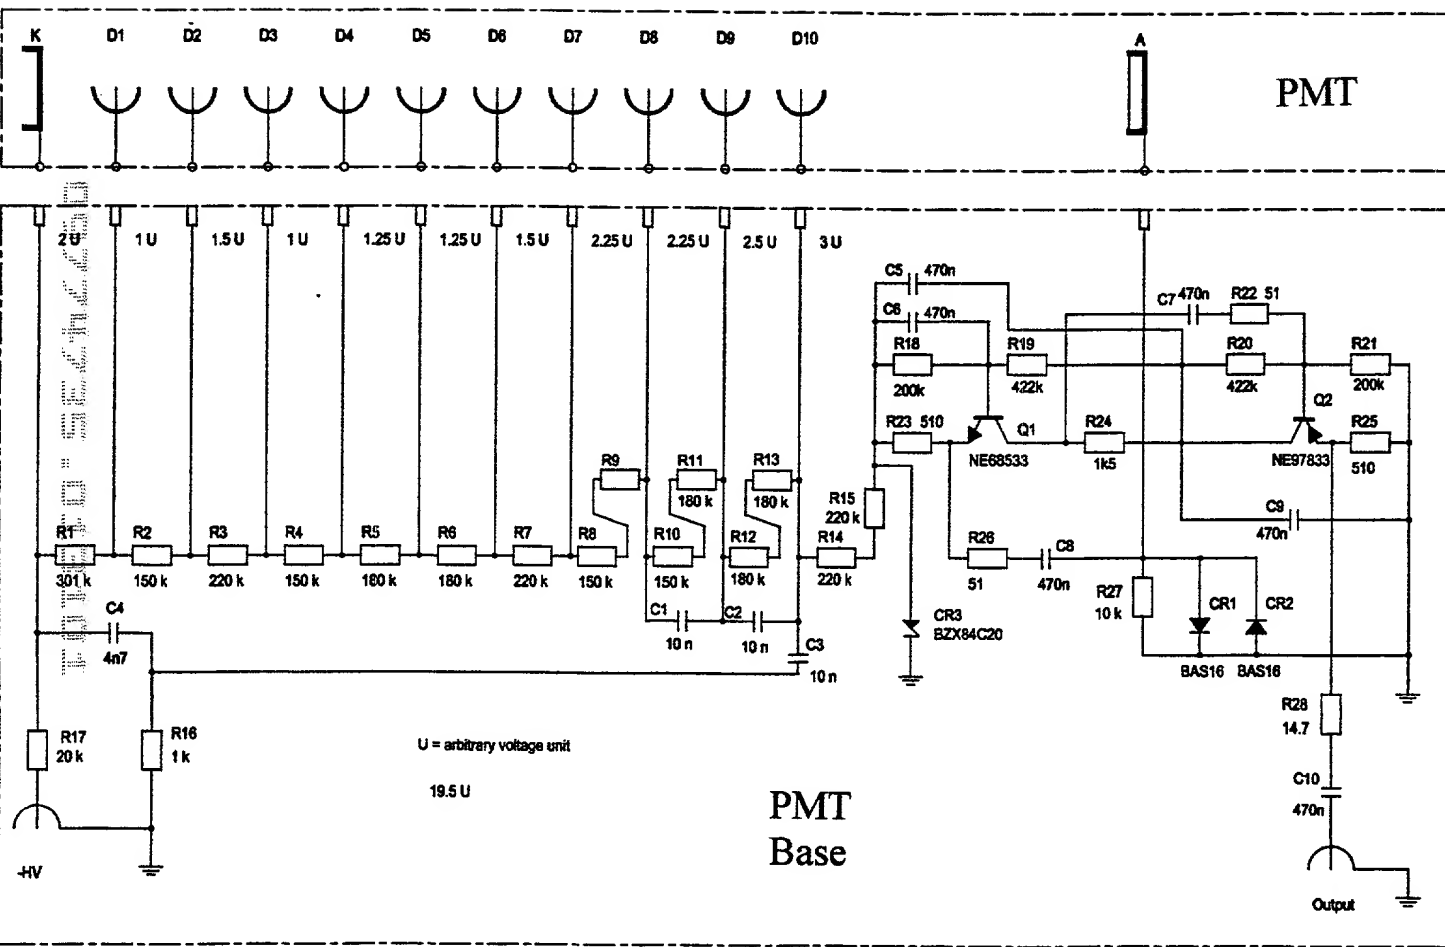 K D1 D2 D3 D4 D5 D6 D7 D8 D9 D10 A
PMT
2 U 1 U 1.5 U 1 U 1.25 U 1.25 U 1.5 U 2.25 U 2.25 U 2.5 U 3 U
C5 470n
C6 470n
C7 470n R22 51
R18 R19 R20 R21
200k 422k 422k 200k
R23 510 Q1 R24 Q2 R25
NE68533 1k5 NE97833 510
R9 R11 R13
180 k 180 k
R15
220 k
C9
470n
R1 R2 R3 R4 R5 R6 R7 R8 R10 R12 R14
301 k 150 k 220 k 150 k 180 k 180 k 220 k 150 k 150 k 180 k 220 k
R26 C8
51 470n
R27
10 k
CR1 CR2
BAS16 BAS16
C4
4n7
C1 C2 C3
10 n 10 n 10 n
CR3
BZX84C20
R28
14.7
R17
20 k
R16
1 k
U = arbitrary voltage unit
19.5 U
PMT
Base
C10
470n
-HV
Output